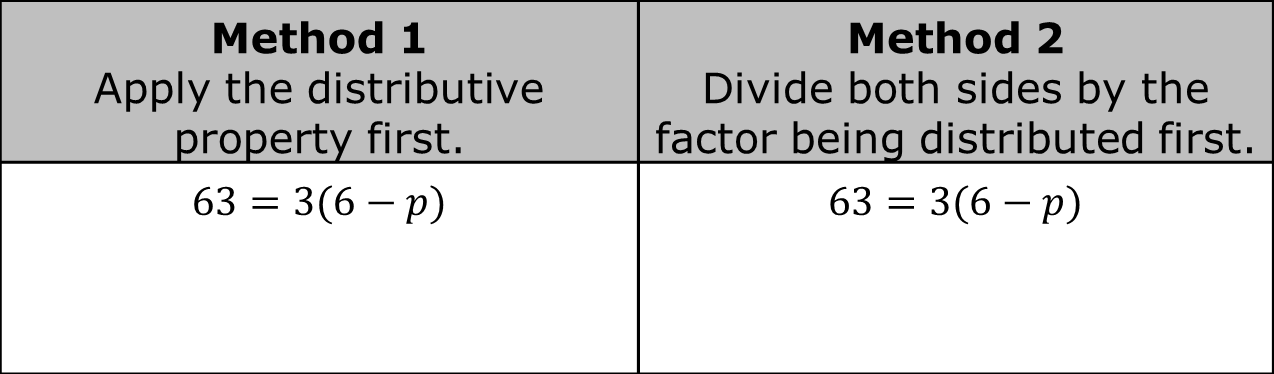 Method 1
Apply the distributive
property first.
Method 2
Divide both sides by the
factor being distributed first.
63 = 3(6 − p)
63 = 3(6 − p)